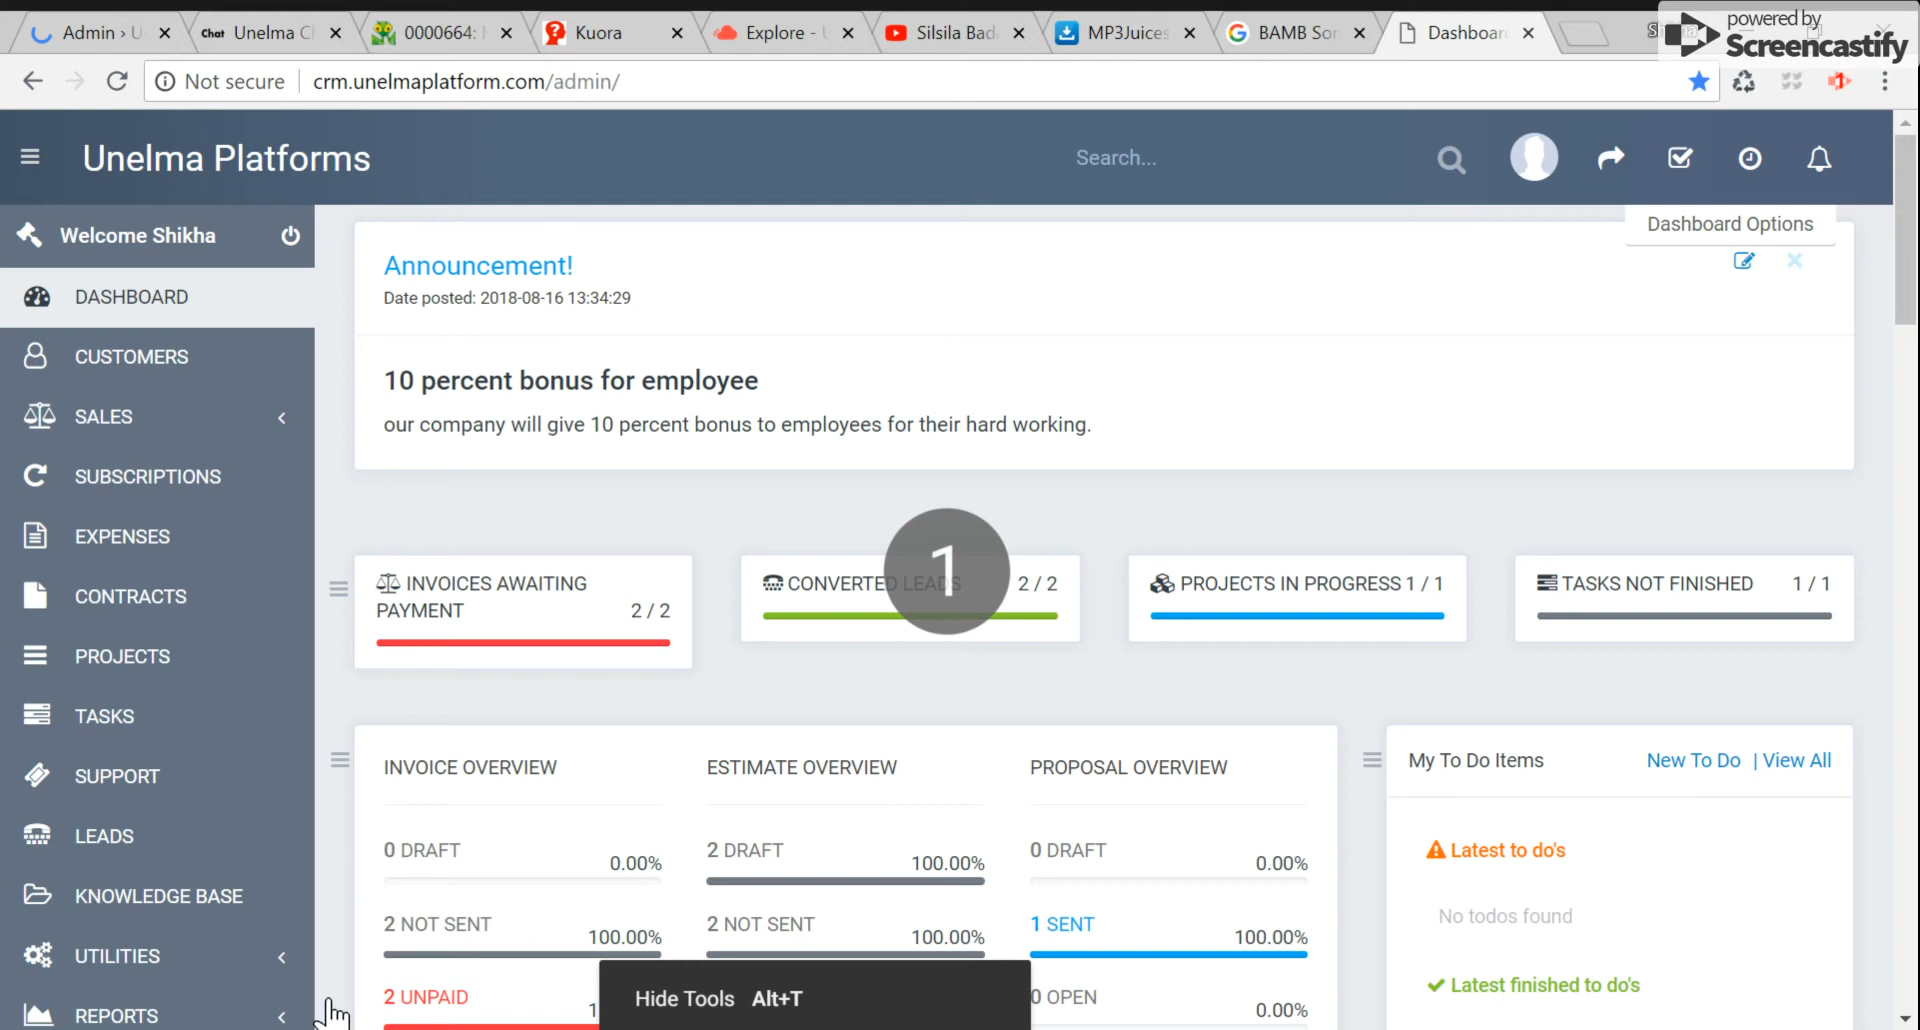 Admin › U
Chat Unelma C
0000664:
Kuora
Explore -
Silsila Bad
MP3Juices
BAMB Son
Dashboar
powered by
Screencastify
Not secure
crm.unelmaplatform.com/admin/
Unelma Platforms
Search...
Welcome Shikha
Dashboard Options
DASHBOARD
CUSTOMERS
SALES
SUBSCRIPTIONS
EXPENSES
CONTRACTS
PROJECTS
TASKS
SUPPORT
LEADS
KNOWLEDGE BASE
UTILITIES
REPORTS
Announcement!
Date posted: 2018-08-16 13:34:29
10 percent bonus for employee
our company will give 10 percent bonus to employees for their hard working.
INVOICES AWAITING
PAYMENT 2 / 2
CONVERTED LEADS 2 / 2
1
PROJECTS IN PROGRESS 1 / 1
TASKS NOT FINISHED 1 / 1
INVOICE OVERVIEW
0 DRAFT 0.00%
2 NOT SENT 100.00%
2 UNPAID 1
ESTIMATE OVERVIEW
2 DRAFT 100.00%
2 NOT SENT 100.00%
PROPOSAL OVERVIEW
0 DRAFT 0.00%
1 SENT 100.00%
0 OPEN 0.00%
My To Do Items New To Do | View All
Latest to do's
No todos found
Latest finished to do's
Hide Tools Alt+T